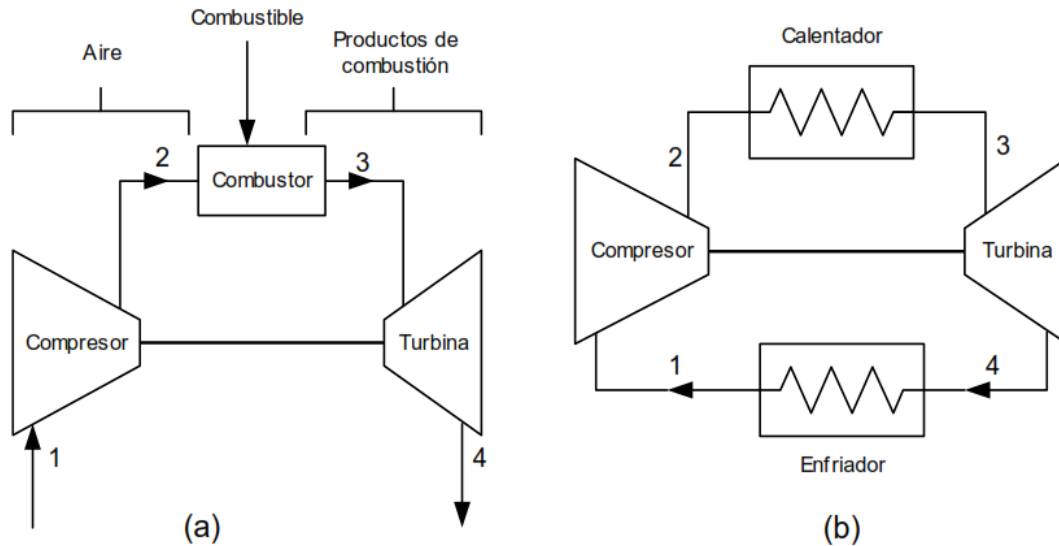 Combustible
Aire
Productos de
combustión
2
3
Combustor
Compresor
Turbina
1
4
(a)
Calentador
2
3
Compresor
Turbina
1
4
Enfriador
(b)